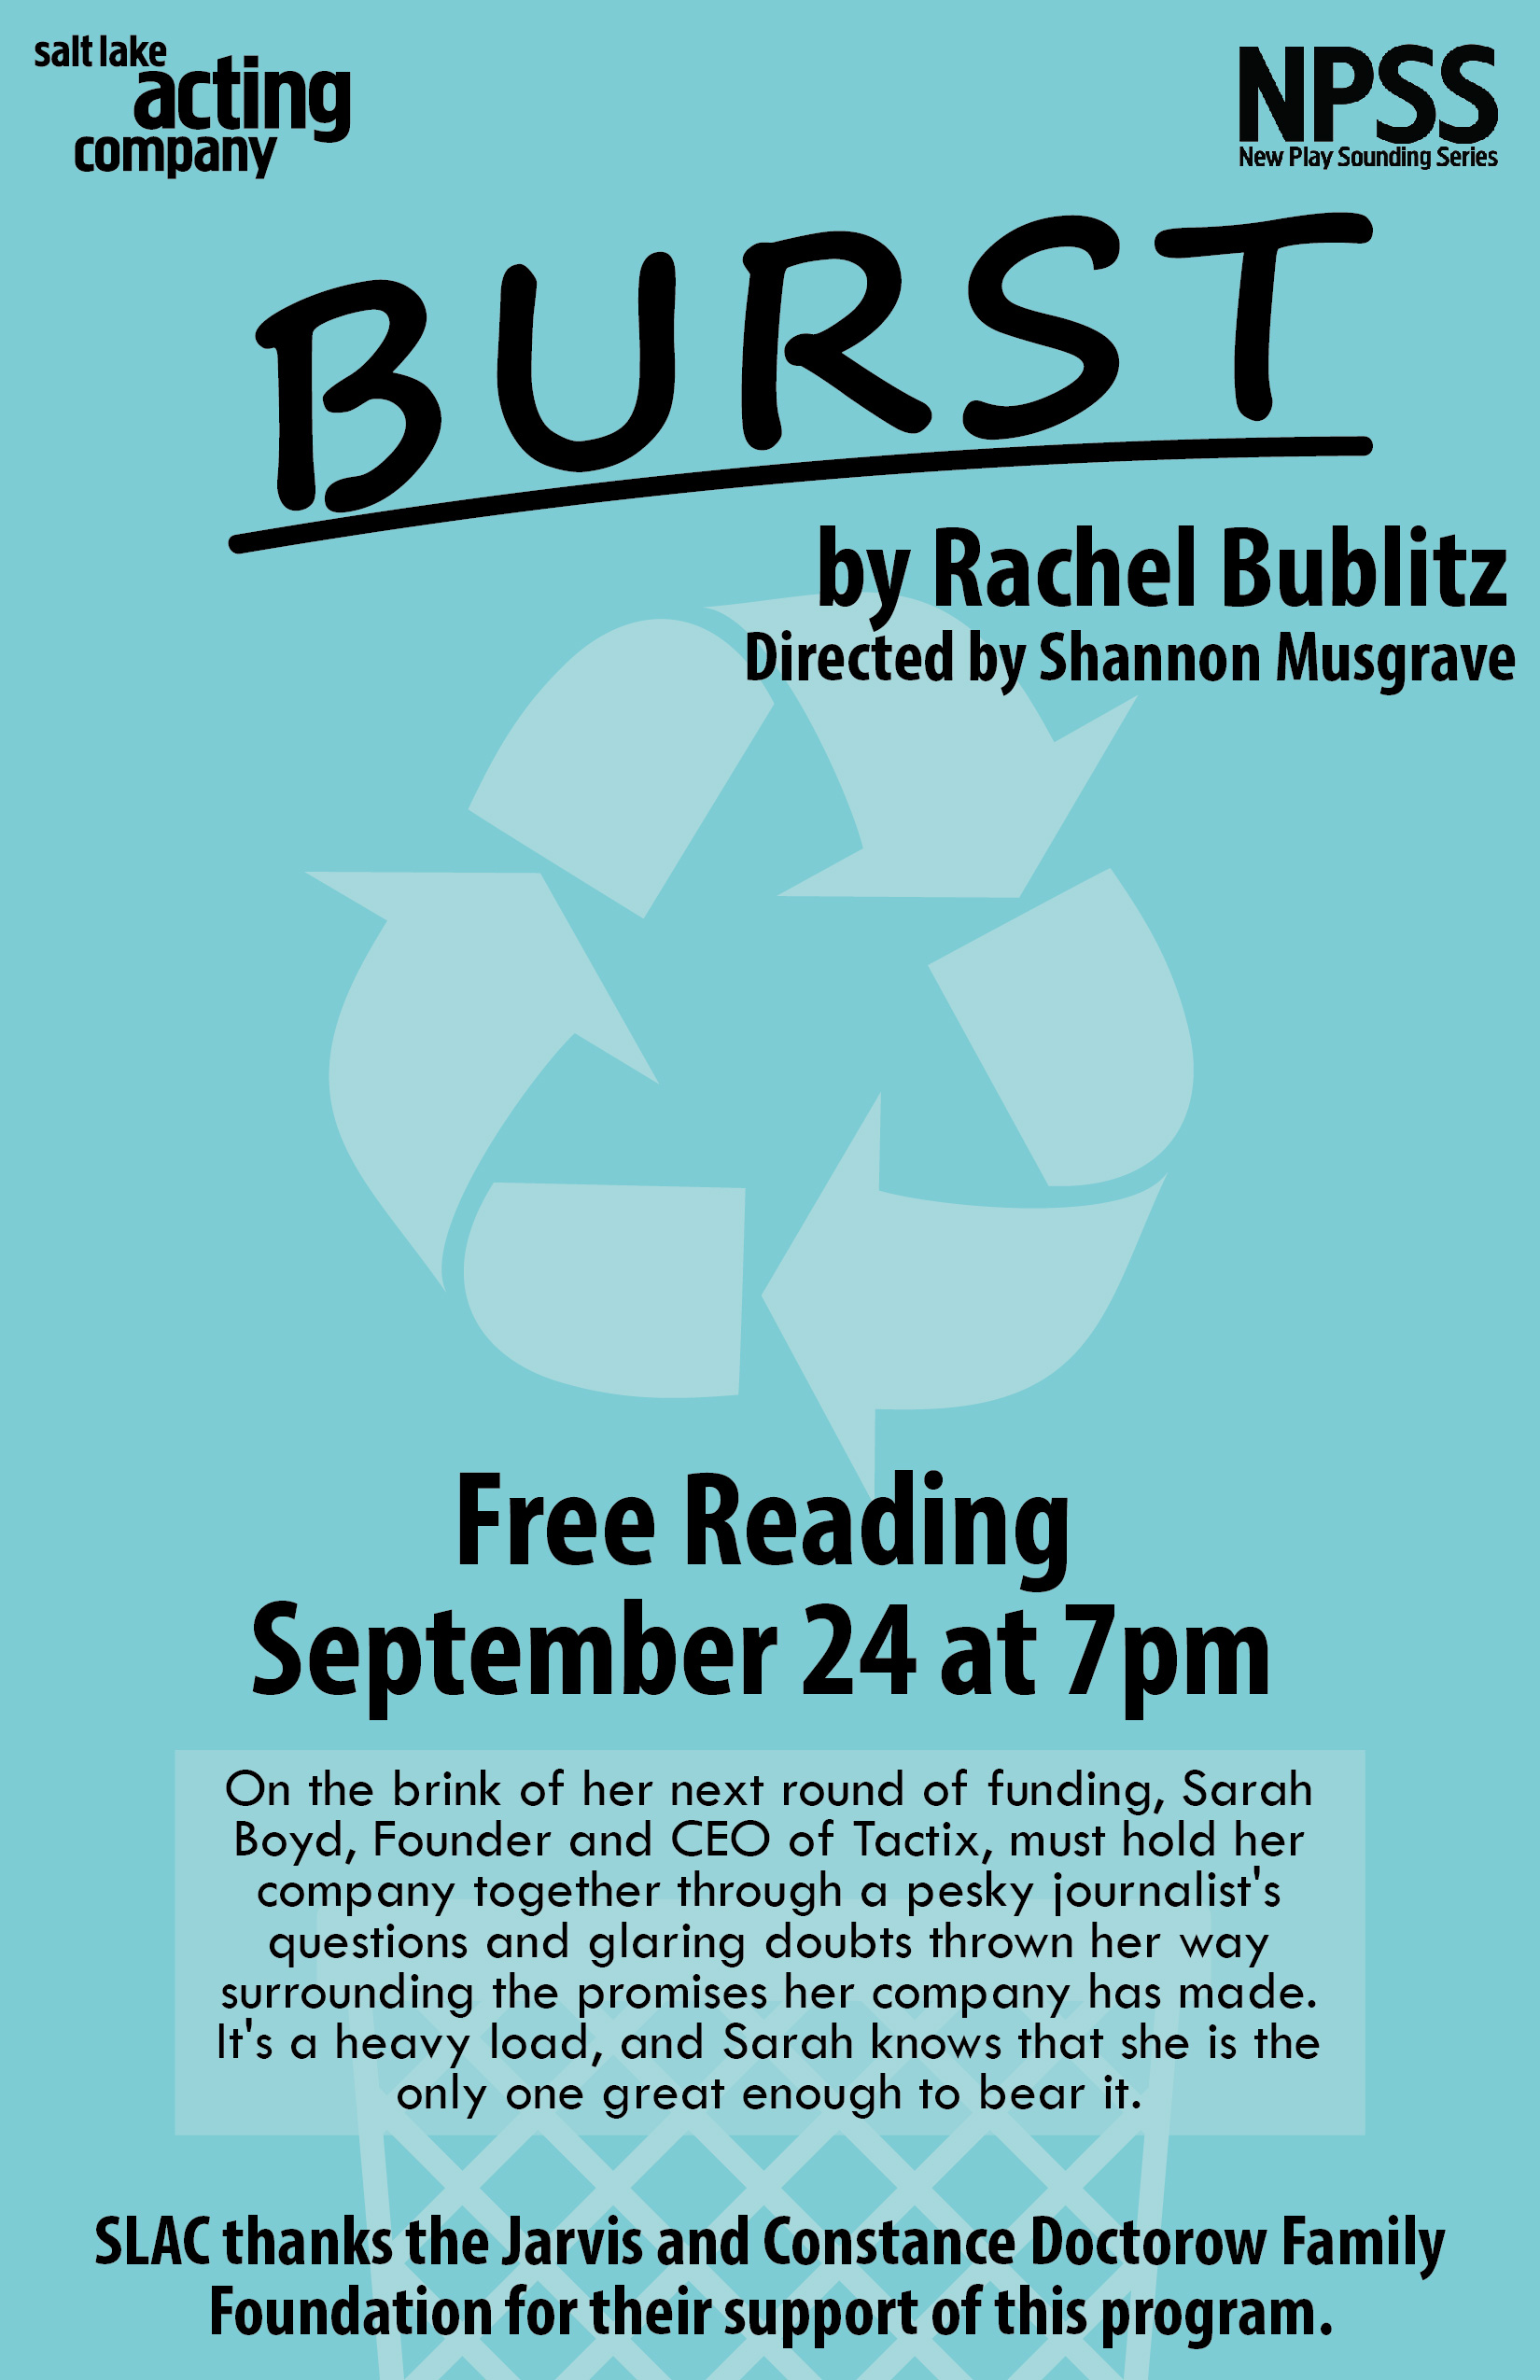 salt lake
acting
company
NPSS
New Play Sounding Series
BURST
by Rachel Bublitz
Directed by Shannon Musgrave
Free Reading
September 24 at 7pm
On the brink of her next round of funding, Sarah
Boyd, Founder and CEO of Tactix, must hold her
company together through a pesky journalist's
questions and glaring doubts thrown her way
surrounding the promises her company has made.
It's a heavy load, and Sarah knows that she is the
only one great enough to bear it.
SLAC thanks the Jarvis and Constance Doctorow Family
Foundation for their support of this program.